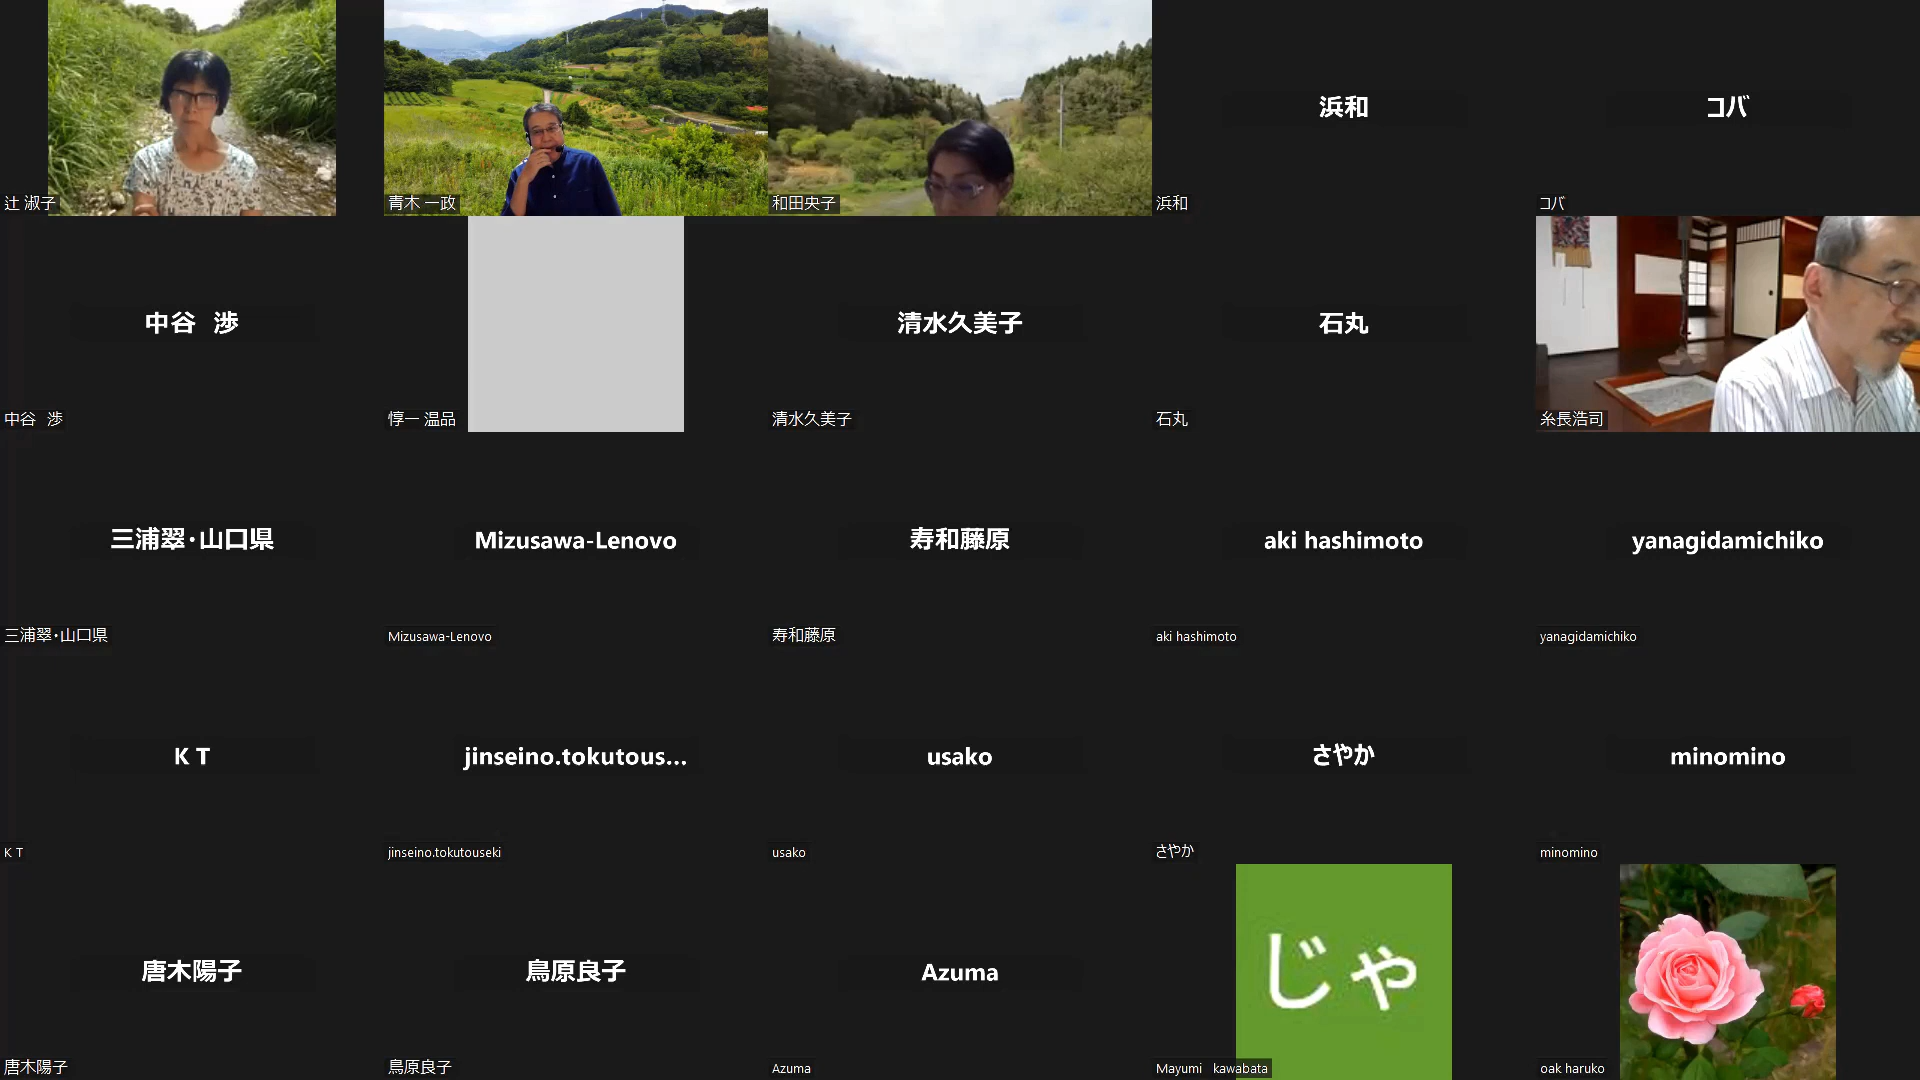 辻 淑子
青木 一政
和田央子
浜和
浜和
コバ
コバ
中谷　渉
中谷　渉
惇一 温品
清水久美子
清水久美子
石丸
石丸
糸長浩司
三浦翠・山口県
三浦翠・山口県
Mizusawa-Lenovo
Mizusawa-Lenovo
寿和藤原
寿和藤原
aki hashimoto
aki hashimoto
yanagidamichiko
yanagidamichiko
K T
K T
jinseino.tokutous...
jinseino.tokutouseki
usako
usako
さやか
さやか
minomino
minomino
唐木陽子
唐木陽子
鳥原良子
鳥原良子
Azuma
Azuma
じゃ
Mayumi　kawabata
oak haruko